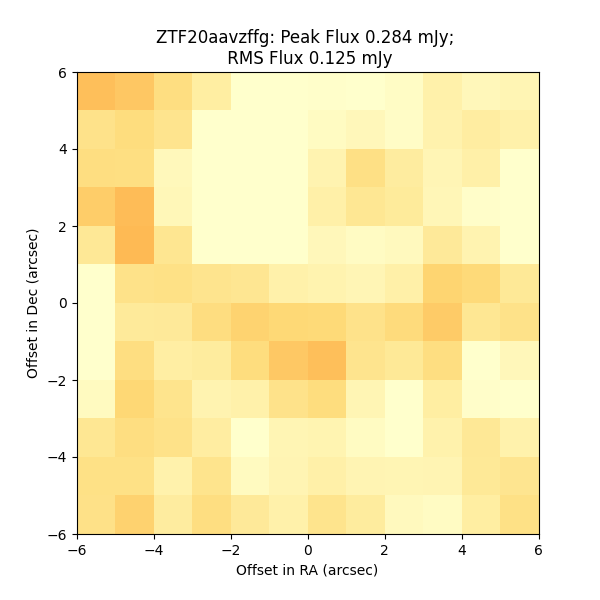 ZTF20aavzffg: Peak Flux 0.284 mJy;
RMS Flux 0.125 mJy
6
4
2
0
−2
−4
−6
Offset in Dec (arcsec)
−6 −4 −2 0 2 4 6
Offset in RA (arcsec)